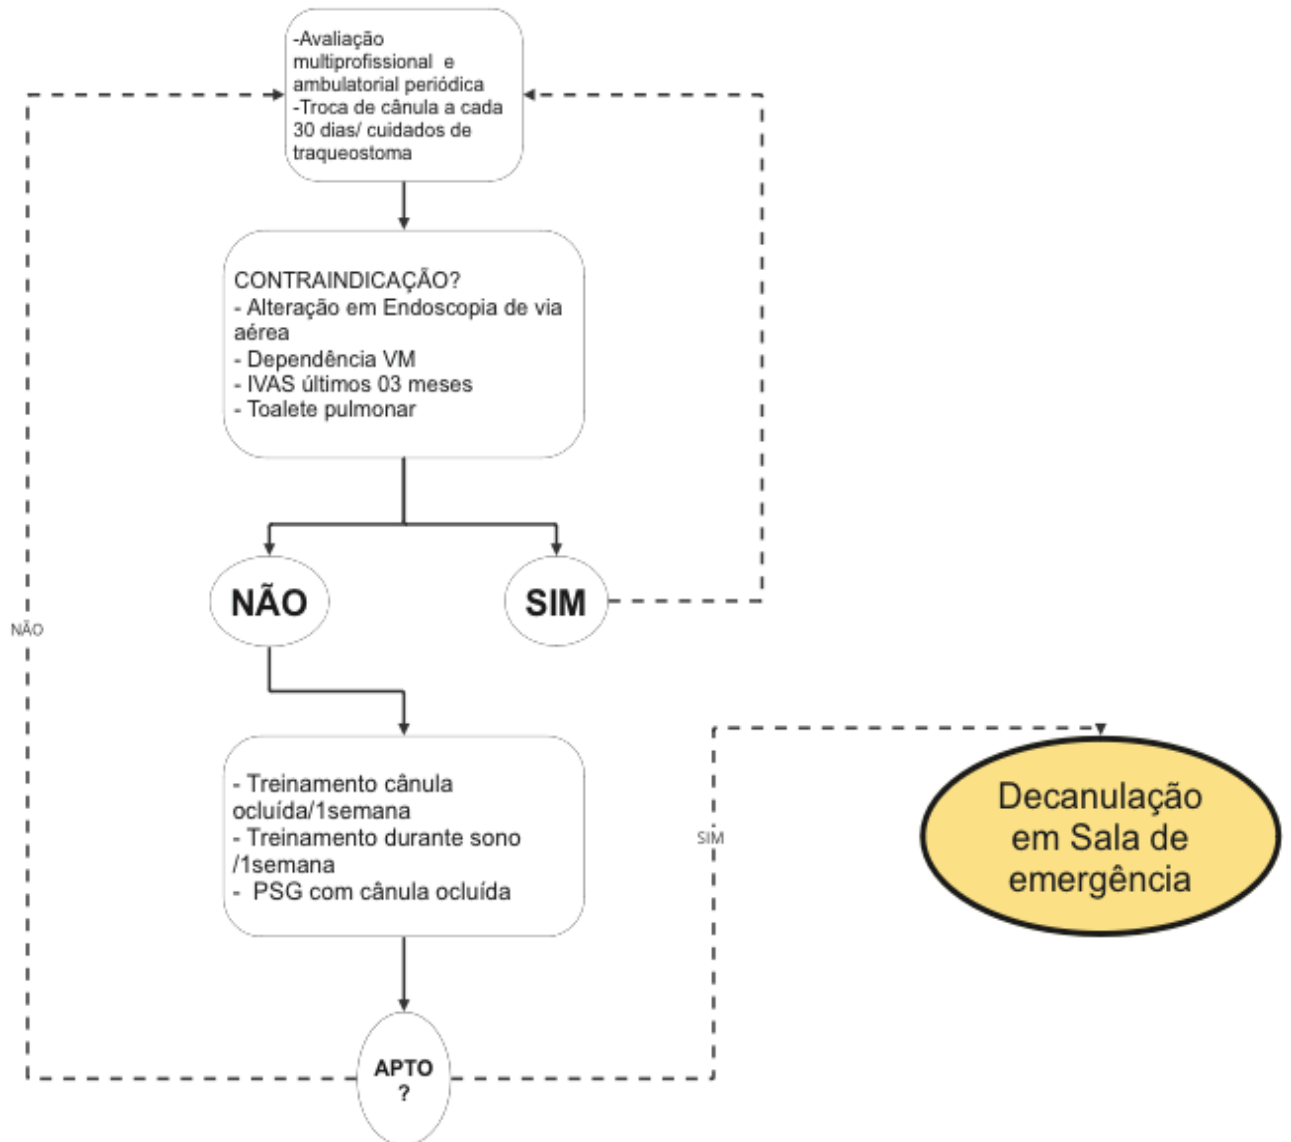 -Avaliação
multiprofissional e
ambulatorial periódica
-Troca de cânula a cada
30 dias/ cuidados de
traqueostoma
CONTRAINDICAÇÃO?
- Alteração em Endoscopia de via
aérea
- Dependência VM
- IVAS últimos 03 meses
- Toalete pulmonar
NÃO
SIM
NÃO
- Treinamento cânula
ocluída/1semana
- Treinamento durante sono
/1semana
- PSG com cânula ocluída
SIM
Decanulação
em Sala de
emergência
APTO
?